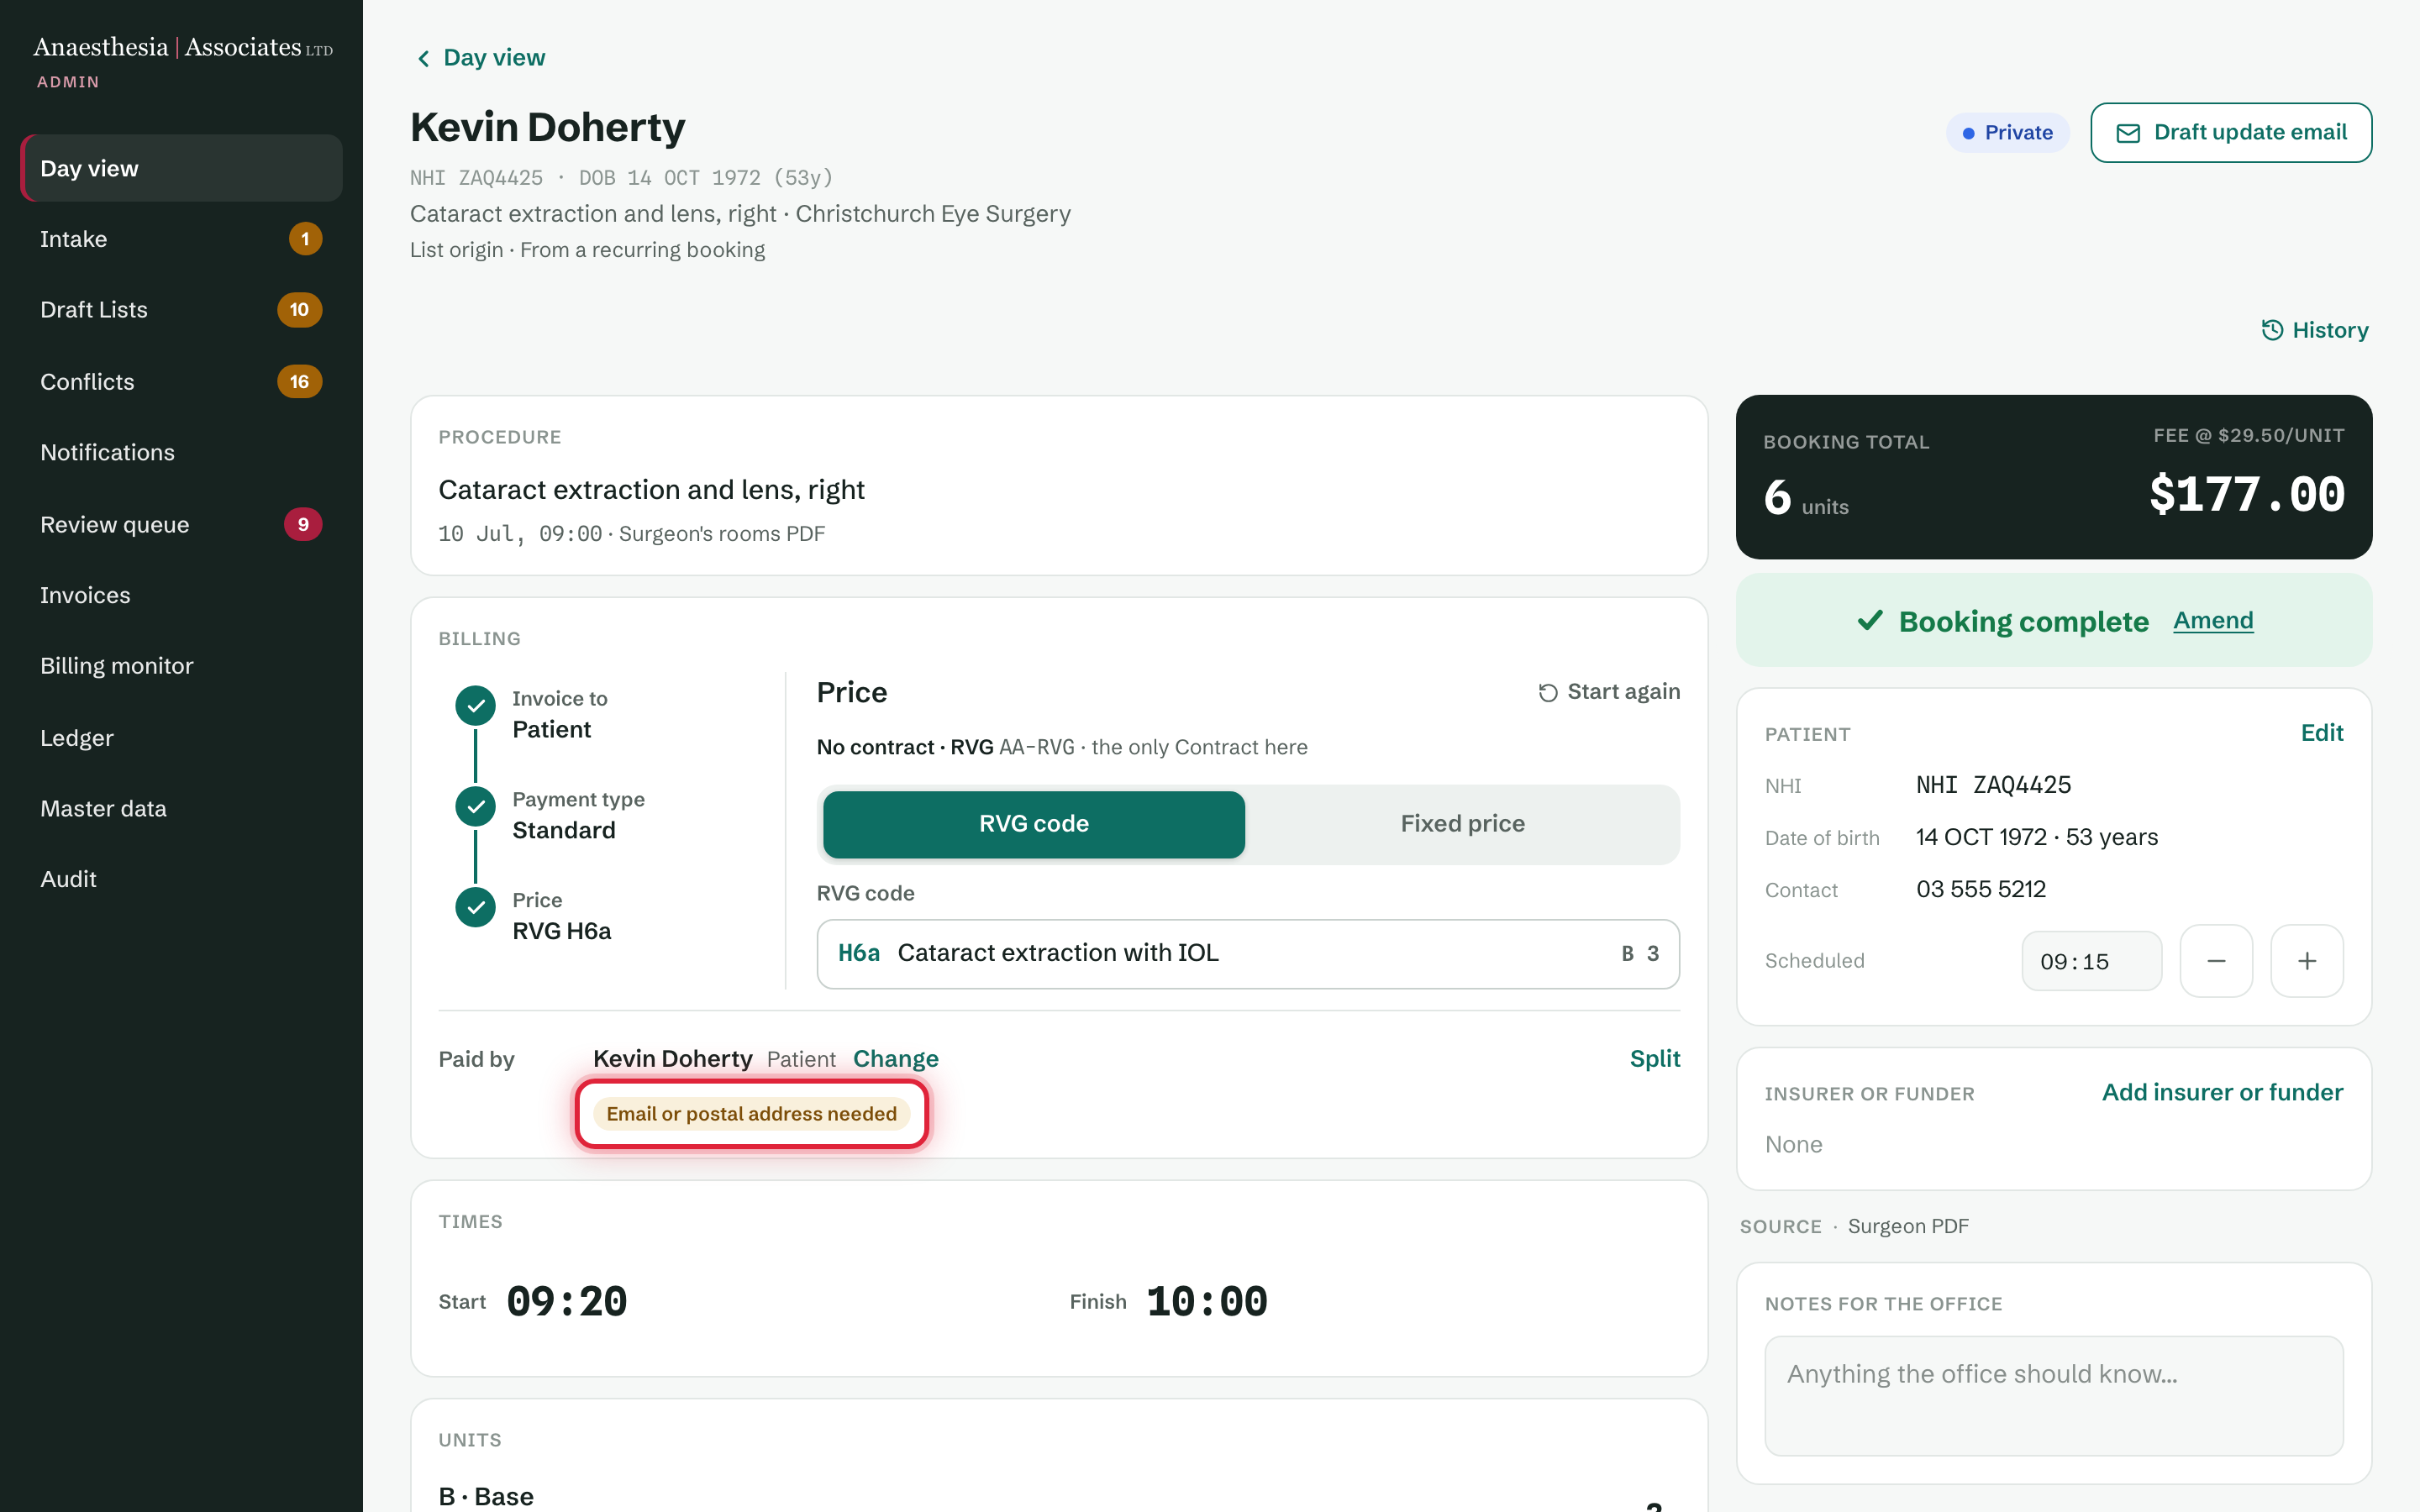 Anaesthesia | Associates LTD
ADMIN
Day view
Intake 1
Draft Lists 10
Conflicts 16
Notifications
Review queue 9
Invoices
Billing monitor
Ledger
Master data
Audit
Day view
Kevin Doherty
NHI ZAQ4425 · DOB 14 OCT 1972 (53y)
Cataract extraction and lens, right · Christchurch Eye Surgery
List origin · From a recurring booking
Private
Draft update email
History
PROCEDURE
Cataract extraction and lens, right
10 Jul, 09:00 · Surgeon's rooms PDF
BILLING
Invoice to
Patient
Payment type
Standard
Price
RVG H6a
Price
Start again
No contract · RVG AA-RVG · the only Contract here
RVG code
Fixed price
RVG code
H6a Cataract extraction with IOL B 3
Paid by Kevin Doherty Patient Change Split
Email or postal address needed
TIMES
Start 09:20 Finish 10:00
UNITS
B · Base
BOOKING TOTAL FEE @ $29.50/UNIT
6 units $177.00
Booking complete Amend
PATIENT Edit
NHI NHI ZAQ4425
Date of birth 14 OCT 1972 · 53 years
Contact 03 555 5212
Scheduled 09:15 − +
INSURER OR FUNDER Add insurer or funder
None
SOURCE · Surgeon PDF
NOTES FOR THE OFFICE
Anything the office should know...